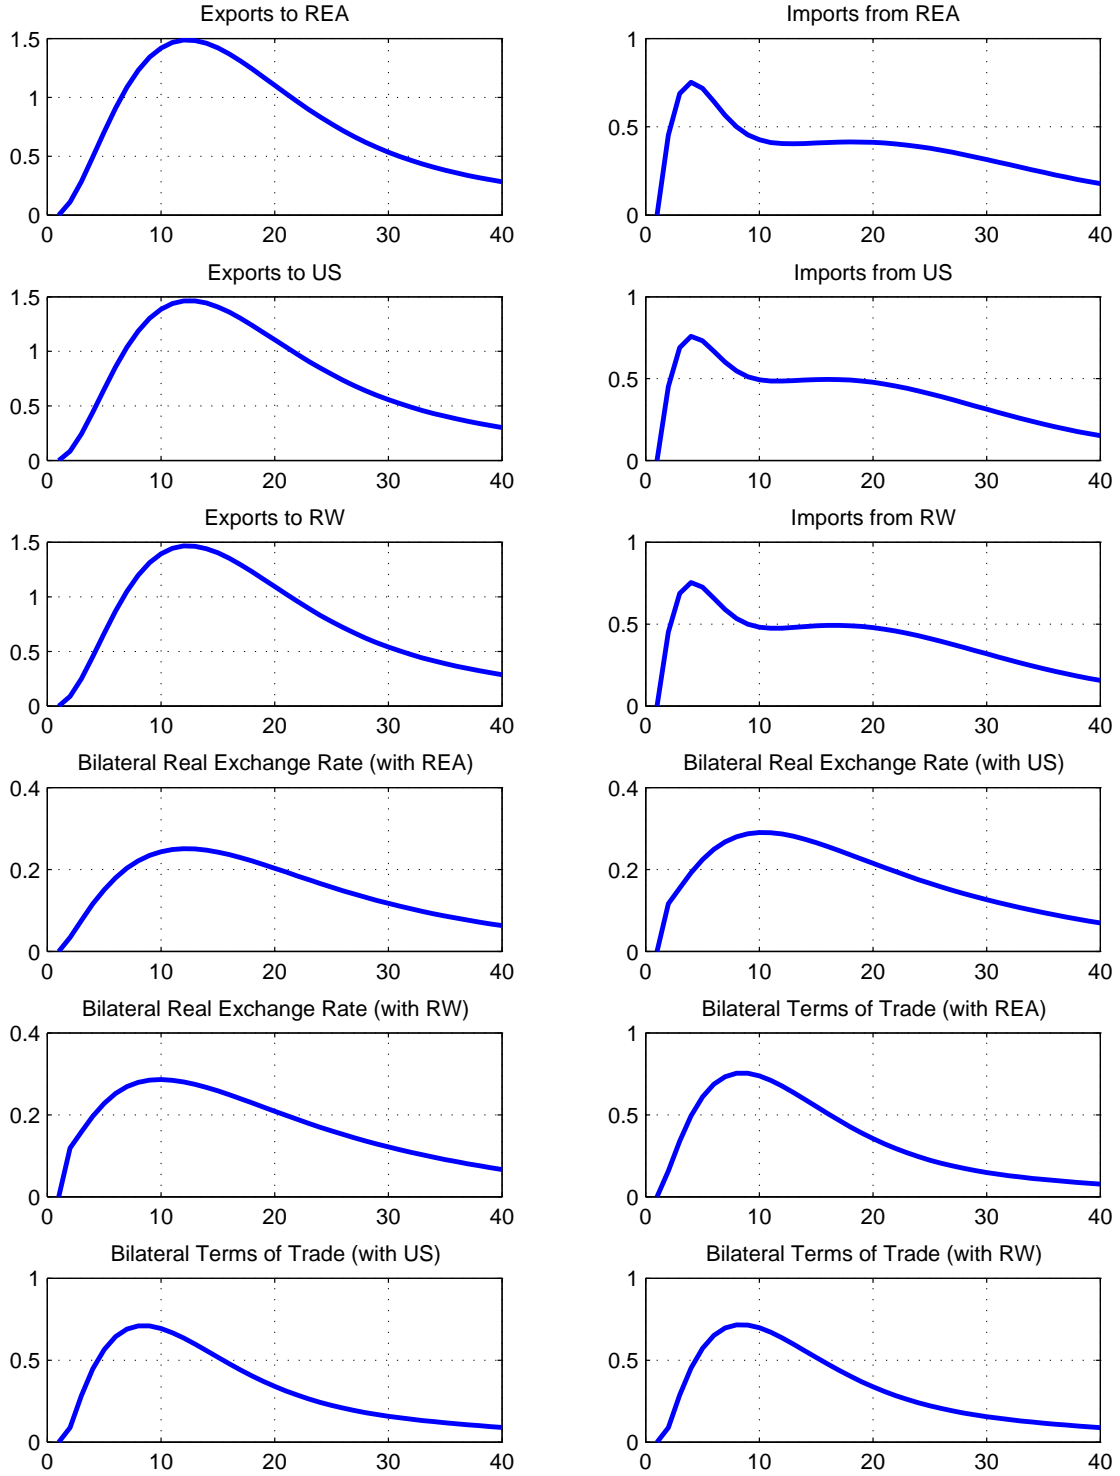 Exports to REA
Imports from REA
1.5
1
0.5
0
0 10 20 30 40
1
0.5
0
0 10 20 30 40
Exports to US
Imports from US
1.5
1
0.5
0
0 10 20 30 40
1
0.5
0
0 10 20 30 40
Exports to RW
Imports from RW
1.5
1
0.5
0
0 10 20 30 40
1
0.5
0
0 10 20 30 40
Bilateral Real Exchange Rate (with REA)
Bilateral Real Exchange Rate (with US)
0.4
0.2
0
0 10 20 30 40
0.4
0.2
0
0 10 20 30 40
Bilateral Real Exchange Rate (with RW)
Bilateral Terms of Trade (with REA)
0.4
0.2
0
0 10 20 30 40
1
0.5
0
0 10 20 30 40
Bilateral Terms of Trade (with US)
Bilateral Terms of Trade (with RW)
1
0.5
0
0 10 20 30 40
1
0.5
0
0 10 20 30 40